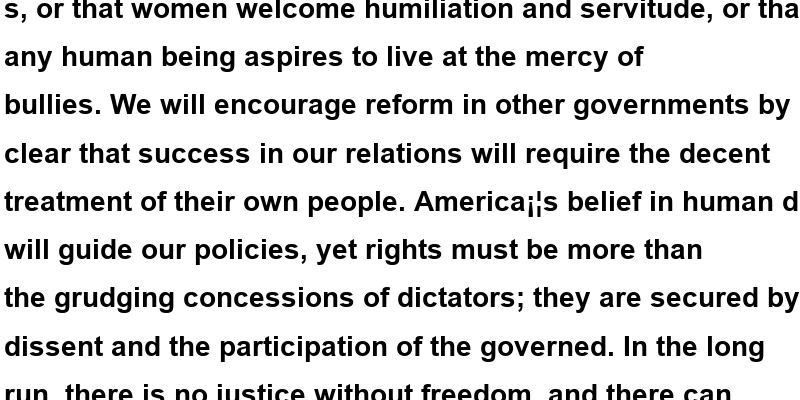 s, or that women welcome humiliation and servitude, or tha
any human being aspires to live at the mercy of
bullies. We will encourage reform in other governments by
clear that success in our relations will require the decent
treatment of their own people. America¡¦s belief in human d
will guide our policies, yet rights must be more than
the grudging concessions of dictators; they are secured by
dissent and the participation of the governed. In the long
run, there is no justice without freedom, and there can